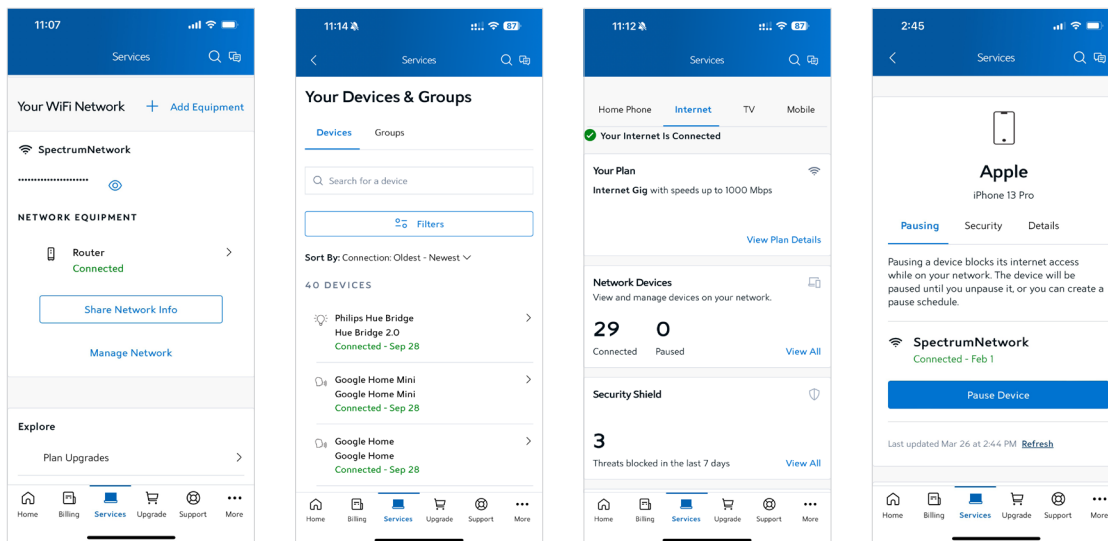 11:07
Services
Your WiFi Network + Add Equipment
SpectrumNetwork
••••••••••••••••••••••
NETWORK EQUIPMENT
Router
Connected
Share Network Info
Manage Network
Explore
Plan Upgrades
Home Billing Services Upgrade Support More
11:14 87
Services
Your Devices & Groups
Devices Groups
Search for a device
Filters
Sort By: Connection: Oldest - Newest
40 DEVICES
Philips Hue Bridge
Hue Bridge 2.0
Connected - Sep 28
Google Home Mini
Google Home Mini
Connected - Sep 28
Google Home
Google Home
Connected - Sep 28
Home Billing Services Upgrade Support More
11:12 87
Services
Home Phone Internet TV Mobile
Your Internet Is Connected
Your Plan
Internet Gig with speeds up to 1000 Mbps
View Plan Details
Network Devices
View and manage devices on your network.
29 0
Connected Paused View All
Security Shield
3
Threats blocked in the last 7 days View All
Home Billing Services Upgrade Support More
2:45
Services
Apple
iPhone 13 Pro
Pausing Security Details
Pausing a device blocks its internet access
while on your network. The device will be
paused until you unpause it, or you can create a
pause schedule.
SpectrumNetwork
Connected - Feb 1
Pause Device
Last updated Mar 26 at 2:44 PM Refresh
Home Billing Services Upgrade Support More